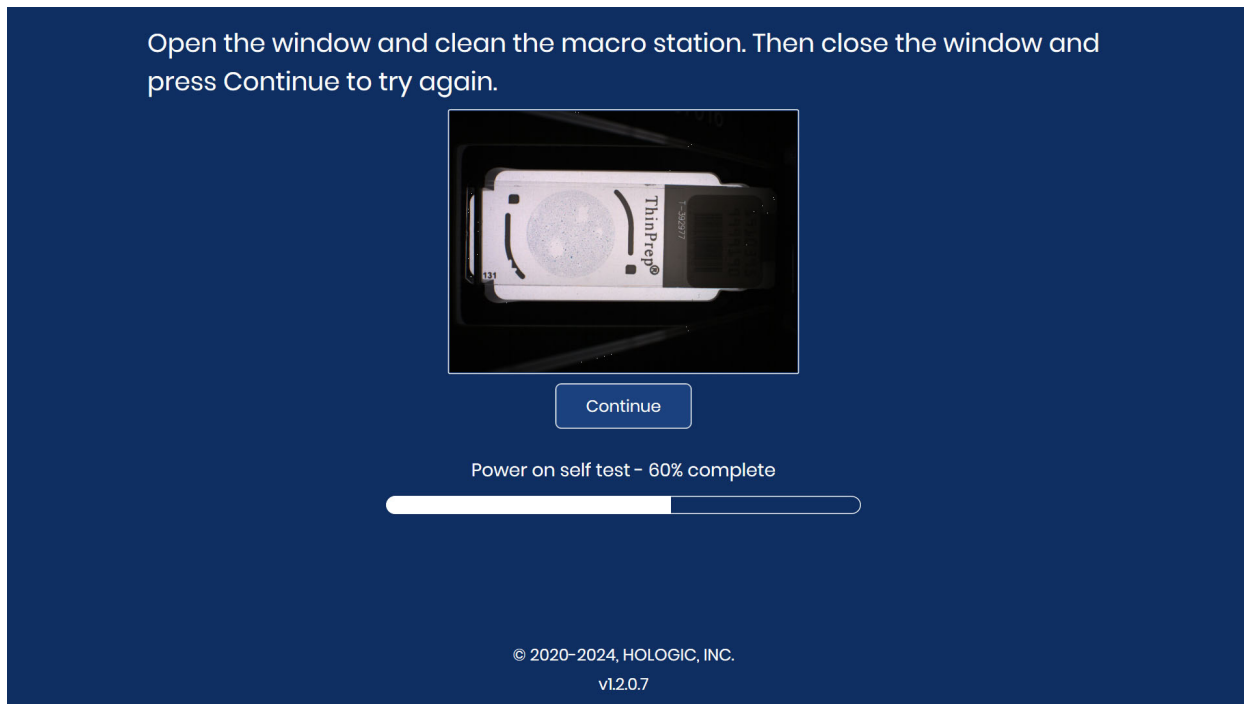 Open the window and clean the macro station. Then close the window and
press Continue to try again.
ThinPrep®
T-392977
131
Continue
Power on self test - 60% complete
© 2020-2024, HOLOGIC, INC.
v1.2.0.7